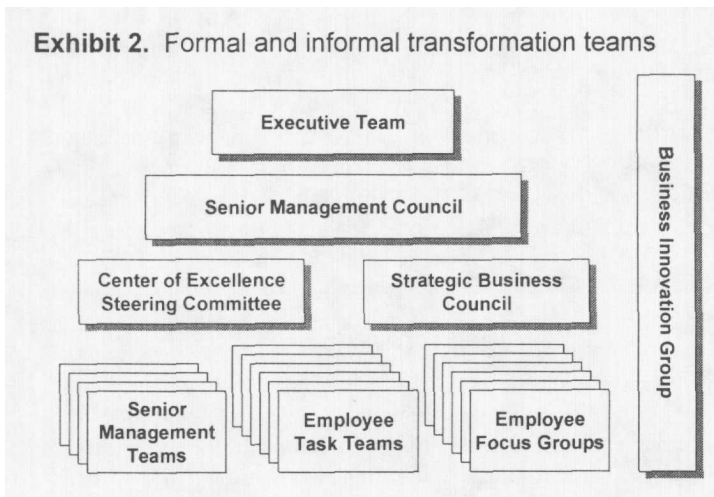 Exhibit 2. Formal and informal transformation teams
Executive Team
Senior Management Council
Center of Excellence
Steering Committee
Strategic Business
Council
Senior
Management
Teams
Employee
Task Teams
Employee
Focus Groups
Business Innovation Group